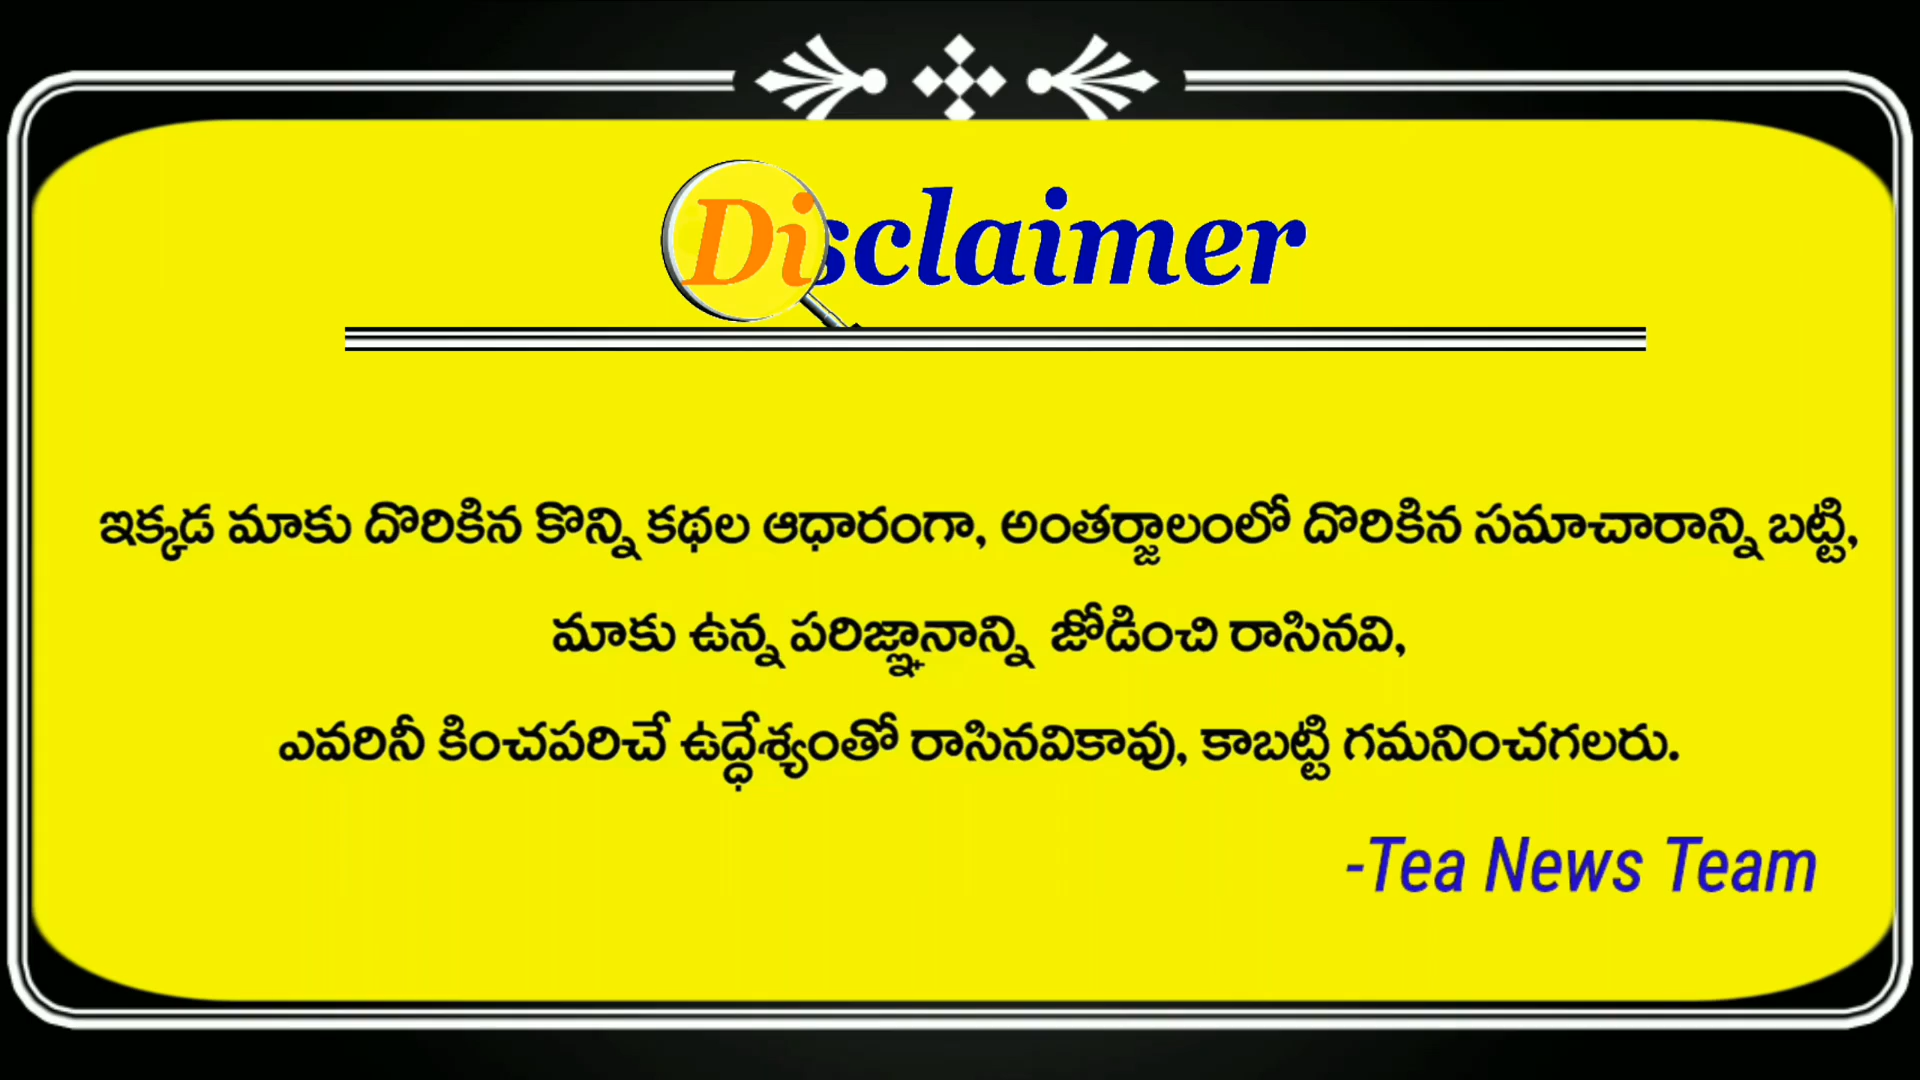 Disclaimer
ఇక్కడ మాకు దొరికిన కొన్ని కథల ఆధారంగా, అంతర్జాలంలో దొరికిన సమాచారాన్ని బట్టి,
మాకు ఉన్న పరిజ్ఞానాన్ని జోడించి రాసినవి,
ఎవరినీ కించపరిచే ఉద్ధేశ్యంతో రాసినవికావు, కాబట్టి గమనించగలరు.
-Tea News Team